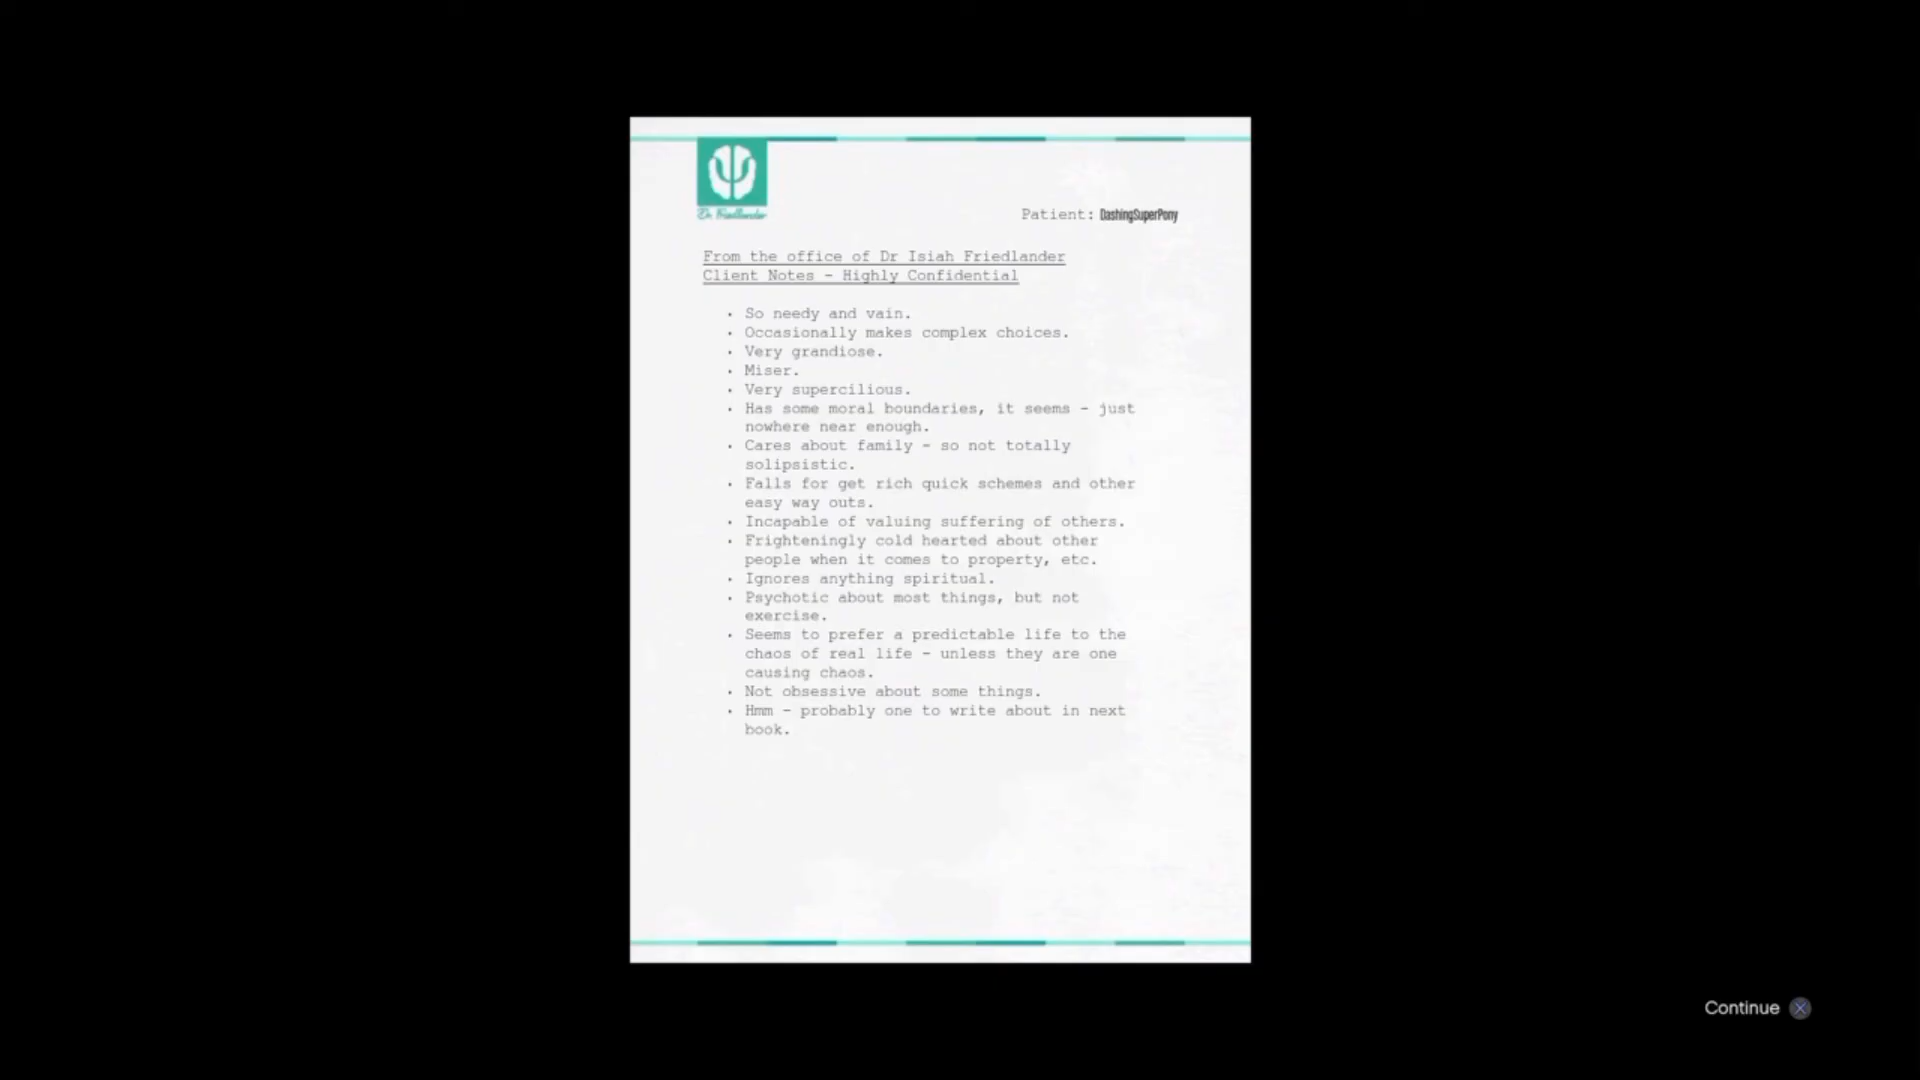 Dr. Friedlander
Patient: DashingSuperPony
From the office of Dr Isiah Friedlander
Client Notes - Highly Confidential
• So needy and vain.
• Occasionally makes complex choices.
• Very grandiose.
• Miser.
• Very supercilious.
• Has some moral boundaries, it seems - just
nowhere near enough.
• Cares about family - so not totally
solipsistic.
• Falls for get rich quick schemes and other
easy way outs.
• Incapable of valuing suffering of others.
• Frighteningly cold hearted about other
people when it comes to property, etc.
• Ignores anything spiritual.
• Psychotic about most things, but not
exercise.
• Seems to prefer a predictable life to the
chaos of real life - unless they are one
causing chaos.
• Not obsessive about some things.
• Hmm - probably one to write about in next
book.
Continue